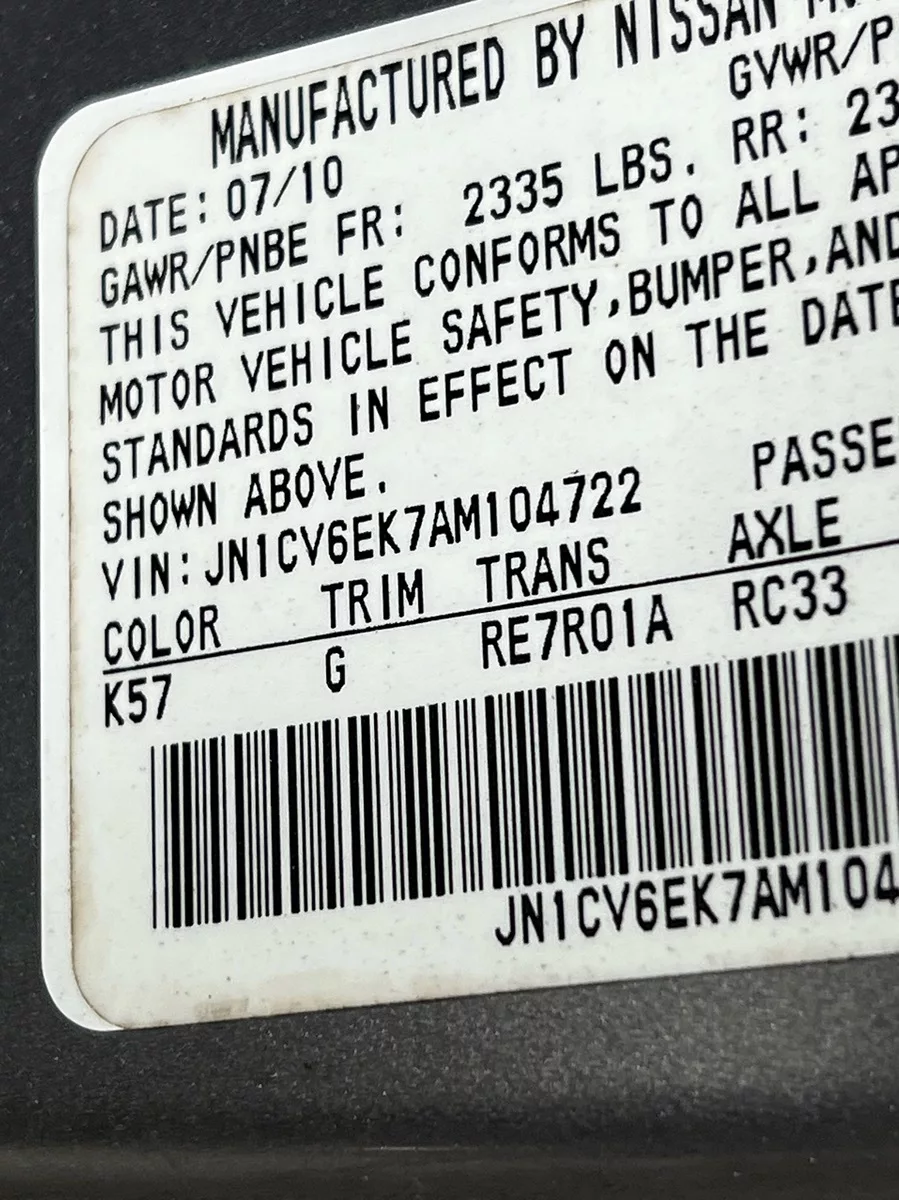 MANUFACTURED BY NISSAN
GVWR/P
DATE: 07/10
GAWR/PNBE FR: 2335 LBS. RR: 23
THIS VEHICLE CONFORMS TO ALL AP
MOTOR VEHICLE SAFETY,BUMPER,AND
STANDARDS IN EFFECT ON THE DATE
SHOWN ABOVE.
VIN:JN1CV6EK7AM104722 PASSE
COLOR TRIM TRANS AXLE
K57 G RE7R01A RC33
JN1CV6EK7AM104